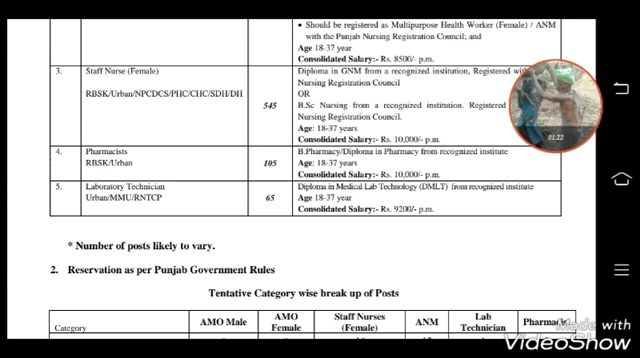 • Should be registered as Multipurpose Health Worker (Female) / ANM
with the Punjab Nursing Registration Council; and
Age 18-37 year
Consolidated Salary:- Rs. 8500/- p.m.
3. Staff Nurse (Female) Diploma in GNM from a recognized institution, Registered
Nursing Registration Council
RBSK/Urban/NPCDCS/PHC/CHC/SDH/DH OR
545 B.Sc Nursing from a recognized institution. Registered
Nursing Registration Council.
Age: 18-37 years
Consolidated Salary:- Rs. 10,000/- p.m.
01:22
4. Pharmacists B.Pharmacy/Diploma in Pharmacy from recognized institute
RBSK/Urban 105 Age: 18-37 years
Consolidated Salary:- Rs. 10,000/- p.m.
5. Laboratory Technician Diploma in Medical Lab Technology (DMLT) from recognized institute
Urban/MMU/RNTCP 65 Age 18-37 year
Consolidated Salary:- Rs. 9200/- p.m.
* Number of posts likely to vary.
2. Reservation as per Punjab Government Rules
Tentative Category wise break up of Posts
Category AMO Male AMO Female Staff Nurses (Female) ANM Lab Technician
Made with
VideoShow